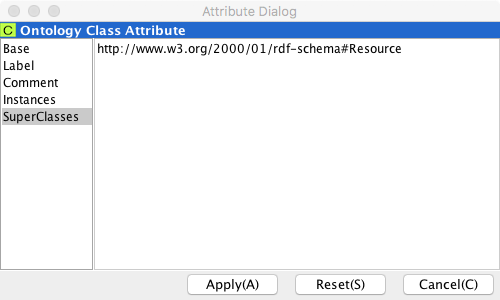 Attribute Dialog
C Ontology Class Attribute
Base
Label
Comment
Instances
SuperClasses
http://www.w3.org/2000/01/rdf-schema#Resource
Apply(A)
Reset(S)
Cancel(C)